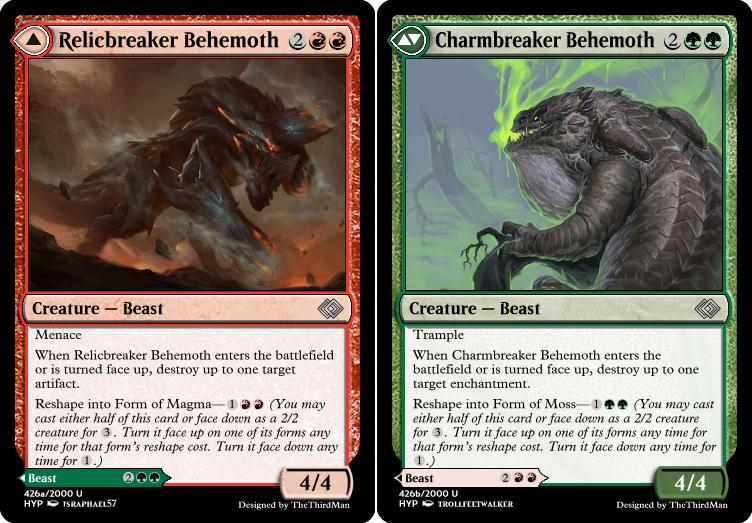 Relicbreaker Behemoth 2
Creature — Beast
Menace
When Relicbreaker Behemoth enters the battlefield
or is turned face up, destroy up to one target
artifact.
Reshape into Form of Magma—1 (You may
cast either half of this card or face down as a 2/2
creature for 3. Turn it face up on one of its forms any
time for that form's reshape cost. Turn it face down any
time for 1.)
Beast 2
4/4
426a/2000 U
HYP JSRAPHAEL57
Designed by TheThirdMan
Charmbreaker Behemoth 2
Creature — Beast
Trample
When Charmbreaker Behemoth enters the
battlefield or is turned face up, destroy up to one
target enchantment.
Reshape into Form of Moss—1 (You may cast
either half of this card or face down as a 2/2 creature
for 3. Turn it face up on one of its forms any time
for that form's reshape cost. Turn it face down any time for
1.)
Beast 2
4/4
426b/2000 U
HYP TROLLFEETWALKER
Designed by TheThirdMan